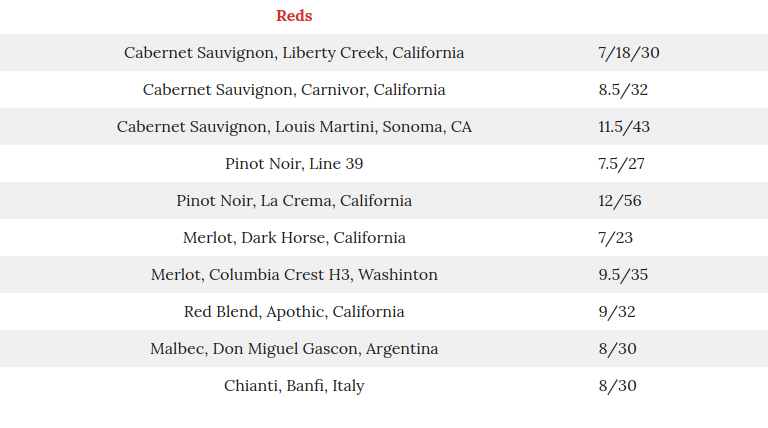 Reds
Cabernet Sauvignon, Liberty Creek, California 7/18/30
Cabernet Sauvignon, Carnivor, California 8.5/32
Cabernet Sauvignon, Louis Martini, Sonoma, CA 11.5/43
Pinot Noir, Line 39 7.5/27
Pinot Noir, La Crema, California 12/56
Merlot, Dark Horse, California 7/23
Merlot, Columbia Crest H3, Washinton 9.5/35
Red Blend, Apothic, California 9/32
Malbec, Don Miguel Gascon, Argentina 8/30
Chianti, Banfi, Italy 8/30